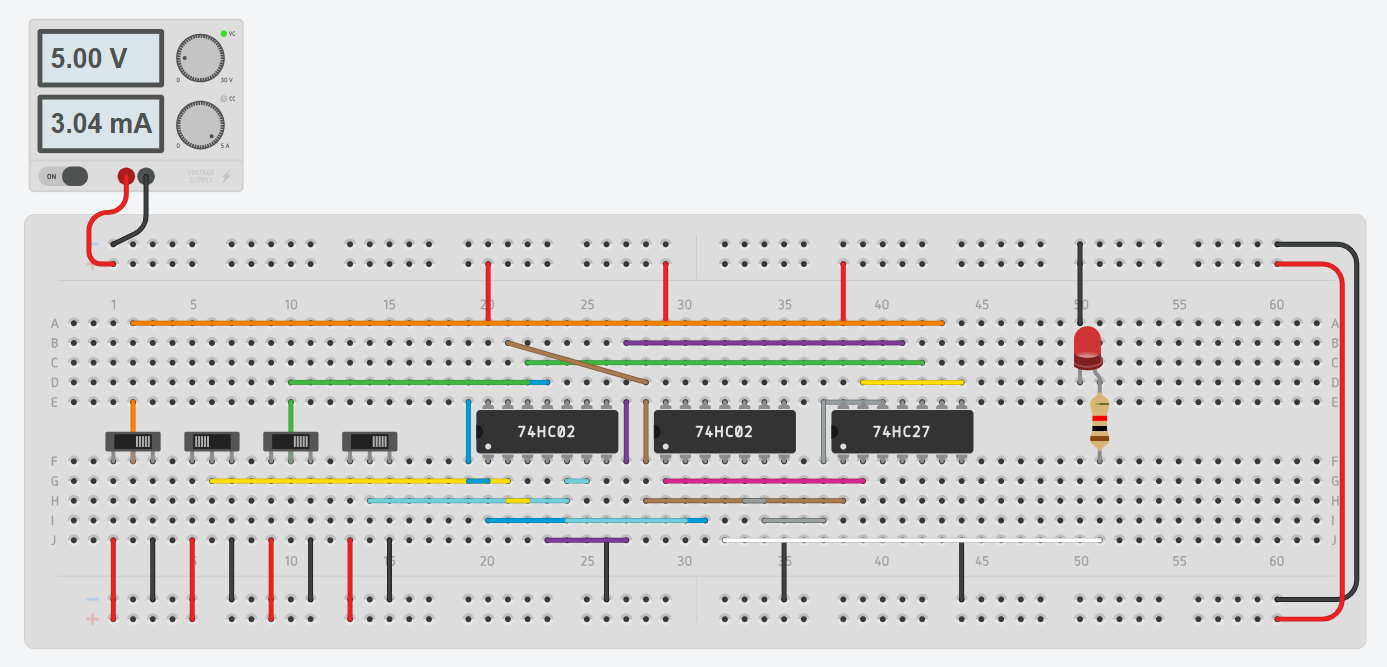 5.00 V
VC
0 30 V
3.04 mA
CC
0 5 A
ON
VOLTAGE
SUPPLY
−
+
1 5 10 15 20 25 30 35 40 45 50 55 60
A A
B B
C C
D D
E E
74HC02 74HC02 74HC27
F F
G G
H H
I I
J J
5 10 15 20 25 30 35 40 45 50 55 60
−
+